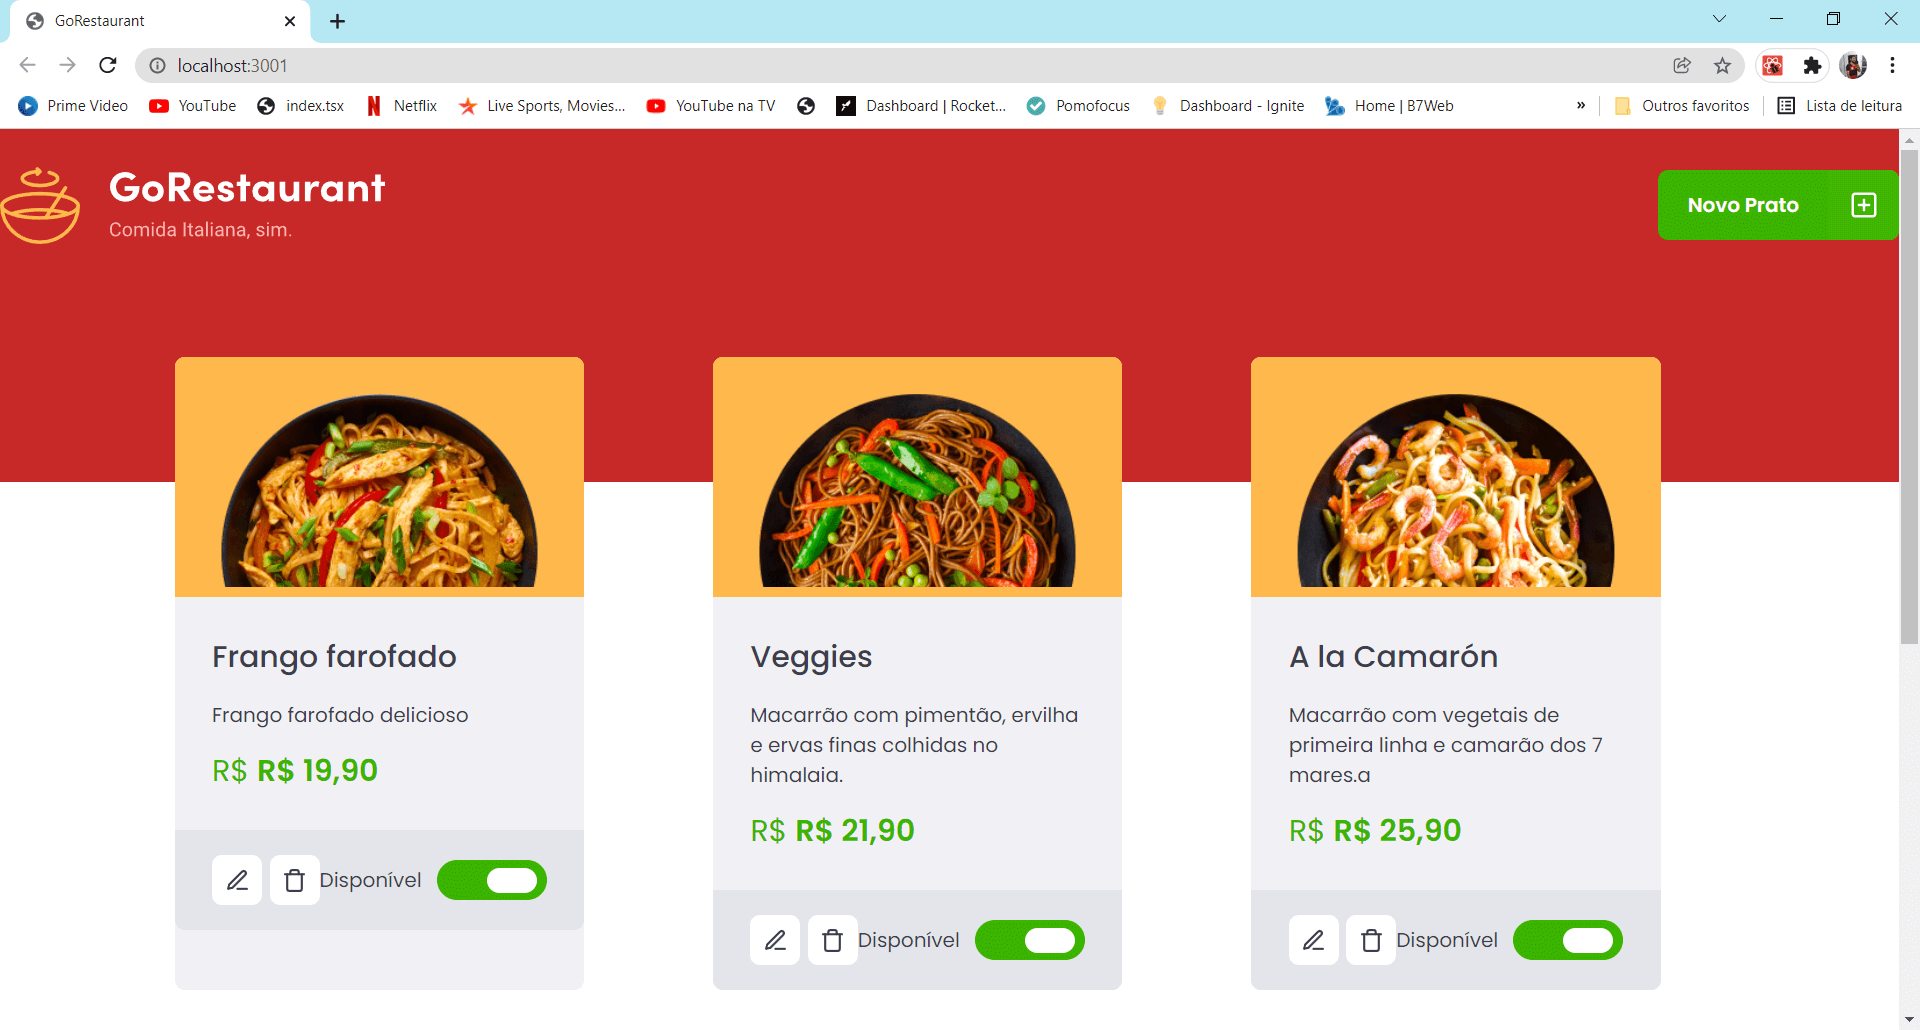 GoRestaurant
localhost:3001
Prime Video YouTube index.tsx Netflix Live Sports, Movies... YouTube na TV Dashboard | Rocket... Pomofocus Dashboard - Ignite Home | B7Web » Outros favoritos Lista de leitura
GoRestaurant
Comida Italiana, sim.
Novo Prato
Frango farofado
Frango farofado delicioso
R$ R$ 19,90
Disponível
Veggies
Macarrão com pimentão, ervilha
e ervas finas colhidas no
himalaia.
R$ R$ 21,90
Disponível
A la Camarón
Macarrão com vegetais de
primeira linha e camarão dos 7
mares.a
R$ R$ 25,90
Disponível